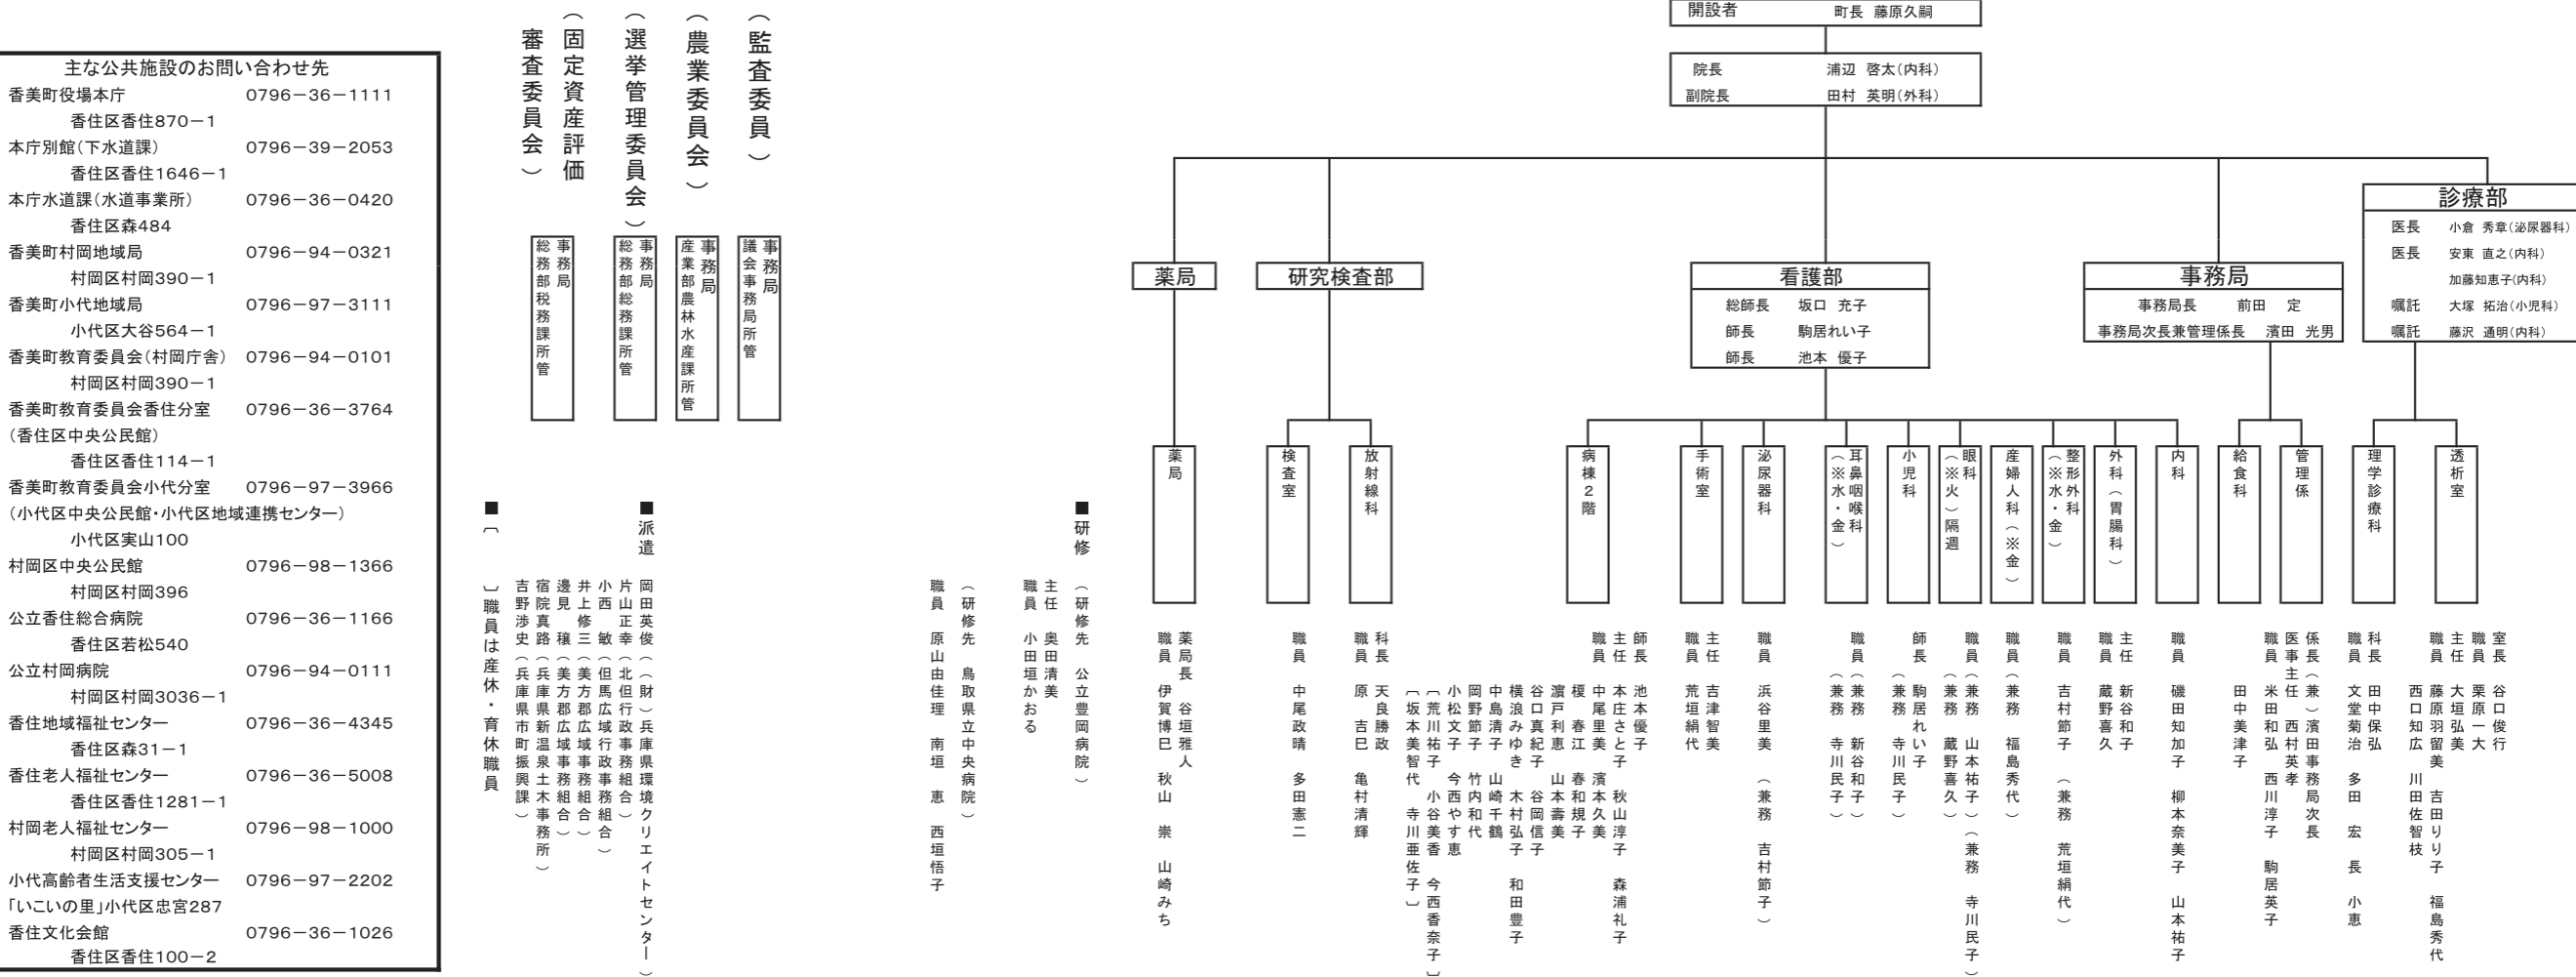 主な公共施設のお問い合わせ先
香美町役場本庁 0796－36－1111
香住区香住870－1
本庁別館（下水道課） 0796－39－2053
香住区香住1646－1
本庁水道課（水道事業所） 0796－36－0420
香住区森484
香美町村岡地域局 0796－94－0321
村岡区村岡390－1
香美町小代地域局 0796－97－3111
小代区大谷564－1
香美町教育委員会（村岡庁舎） 0796－94－0101
村岡区村岡390－1
香美町教育委員会香住分室 0796－36－3764
（香住区中央公民館）
香住区香住114－1
香美町教育委員会小代分室 0796－97－3966
（小代区中央公民館・小代区地域連携センター）
小代区実山100
村岡区中央公民館 0796－98－1366
村岡区村岡396
公立香住総合病院 0796－36－1166
香住区若松540
公立村岡病院 0796－94－0111
村岡区村岡3036－1
香住地域福祉センター 0796－36－4345
香住区森31－1
香住老人福祉センター 0796－36－5008
香住区香住1281－1
村岡老人福祉センター 0796－98－1000
村岡区村岡305－1
小代高齢者生活支援センター 0796－97－2202
「いこいの里」小代区忠宮287
香住文化会館 0796－36－1026
香住区香住100－2
（監査委員）
事務局
議会事務局所管
（農業委員会）
事務局
産業部農林水産課所管
（選挙管理委員会）
事務局
総務部総務課所管
（固定資産評価
審査委員会）
事務局
総務部税務課所管
■派遣
岡田英俊（（財）兵庫県環境クリエイトセンター）
片山正幸（北但行政事務組合）
小西 敏（但馬広域行政事務組合）
井上修三（美方郡広域事務組合）
邊見 穣（美方郡広域事務組合）
宿院真路（兵庫県新温泉土木事務所）
吉野渉史（兵庫県市町振興課）
■〔 〕職員は産休・育休職員
開設者 町長 藤原久嗣
院長 浦辺 啓太（内科）
副院長 田村 英明（外科）
診療部
医長 小倉 秀章（泌尿器科）
医長 安東 直之（内科）
加藤知恵子（内科）
嘱託 大塚 拓治（小児科）
嘱託 藤沢 通明（内科）
事務局
事務局長 前田 定
事務局次長兼管理係長 濱田 光男
看護部
総師長 坂口 充子
師長 駒居れい子
師長 池本 優子
研究検査部
薬局
透析室
室長 谷口俊行
職員 栗原一大
主任 大垣弘美
職員 藤原羽留美 吉田りり子 福島秀代
西口知広 川田佐智枝
理学診療科
科長 田中保弘
職員 文堂菊治 多田 宏 長 小恵
管理係
係長（兼）濱田事務局次長
医事主任 西村英孝
職員 米田和弘 西川淳子 駒居英子
給食科
田中美津子
内科
職員 磯田知加子 柳本奈美子 山本祐子
外科（胃腸科）
主任 新谷和子
職員 蔵野喜久
整形外科
（※水・金）
職員 吉村節子 （兼務 荒垣絹代）
産婦人科（※金）
職員（兼務 福島秀代）
眼科
（※火）隔週
職員（兼務 山本祐子）（兼務 寺川民子）
（兼務 蔵野喜久）
小児科
師長 駒居れい子
（兼務 寺川民子）
耳鼻咽喉科
（※水・金）
職員（兼務 新谷和子）
（兼務 寺川民子）
泌尿器科
職員 浜谷里美 （兼務 吉村節子）
手術室
主任 吉津智美
職員 荒垣絹代
病棟２階
師長 池本優子
主任 本庄さと子 秋山淳子 森浦礼子
職員 中尾里美 濱本久美
榎 春江 春和規子
濵戸利恵 山本壽美
谷口真紀子 谷岡信子
横浪みゆき 木村弘子 和田豊子
中島清子 山崎千鶴
岡野節子 竹内和代
小松文子 今西やす恵
〔荒川祐子 小谷美香 今西香奈子〕
〔坂本美智代 寺川亜佐子〕
放射線科
科長 天良勝政
職員 原 吉巳 亀村清輝
検査室
職員 中尾政晴 多田憲二
薬局
薬局長 谷垣雅人
職員 伊賀博巳 秋山 崇 山崎みち
■研修 （研修先 公立豊岡病院）
主任 奥田清美
職員 小田垣かおる
（研修先 鳥取県立中央病院）
職員 原山由佳理 南垣 恵 西垣悟子